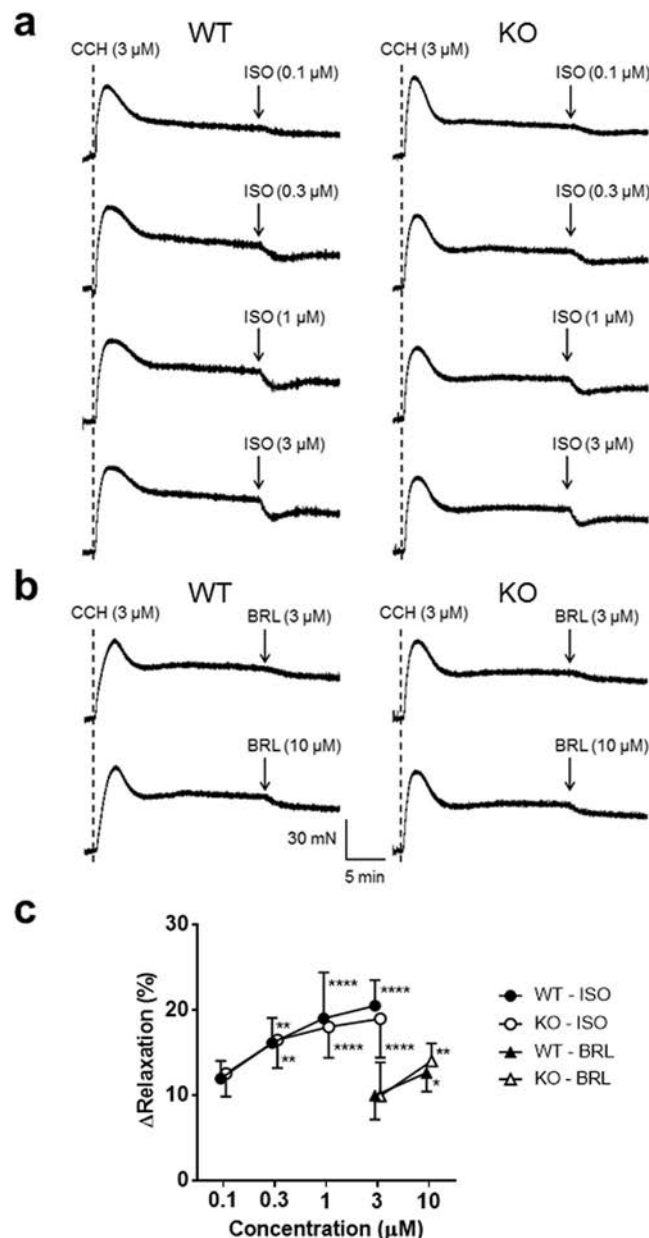 a
WT KO
CCH (3 µM) ISO (0.1 µM) CCH (3 µM) ISO (0.1 µM)
ISO (0.3 µM) ISO (0.3 µM)
ISO (1 µM) ISO (1 µM)
ISO (3 µM) ISO (3 µM)
b
WT KO
CCH (3 µM) BRL (3 µM) CCH (3 µM) BRL (3 µM)
BRL (10 µM) BRL (10 µM)
30 mN
5 min
c
30
20
10
0
ΔRelaxation (%)
** **** ****
** **** **** **
*
0.1 0.3 1 3 10
Concentration (µM)
WT - ISO
KO - ISO
WT - BRL
KO - BRL